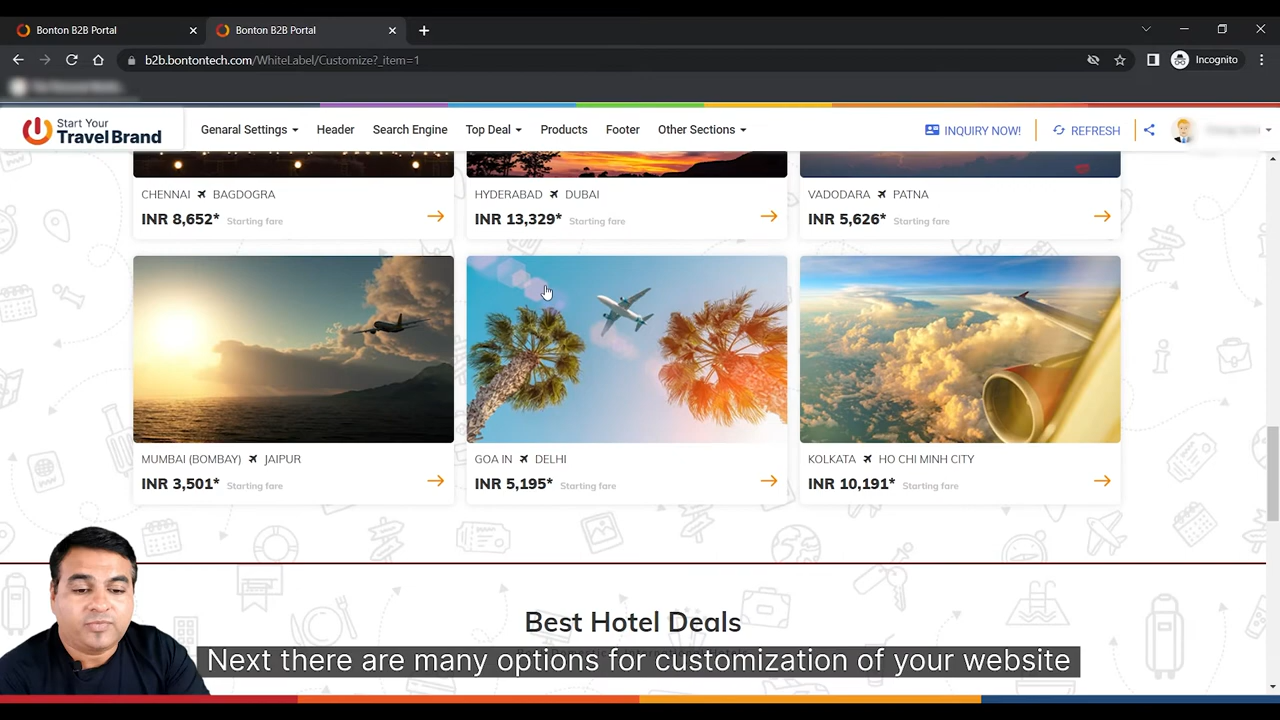 Bonton B2B Portal
Bonton B2B Portal
b2b.bontontech.com/WhiteLabel/Customize?_item=1
Incognito
Start Your
TravelBrand
Genaral Settings
Header
Search Engine
Top Deal
Products
Footer
Other Sections
INQUIRY NOW!
REFRESH
CHENNAI BAGDOGRA
INR 8,652* Starting fare
HYDERABAD DUBAI
INR 13,329* Starting fare
VADODARA PATNA
INR 5,626* Starting fare
MUMBAI (BOMBAY) JAIPUR
INR 3,501* Starting fare
GOA IN DELHI
INR 5,195* Starting fare
KOLKATA HO CHI MINH CITY
INR 10,191* Starting fare
Best Hotel Deals
Next there are many options for customization of your website